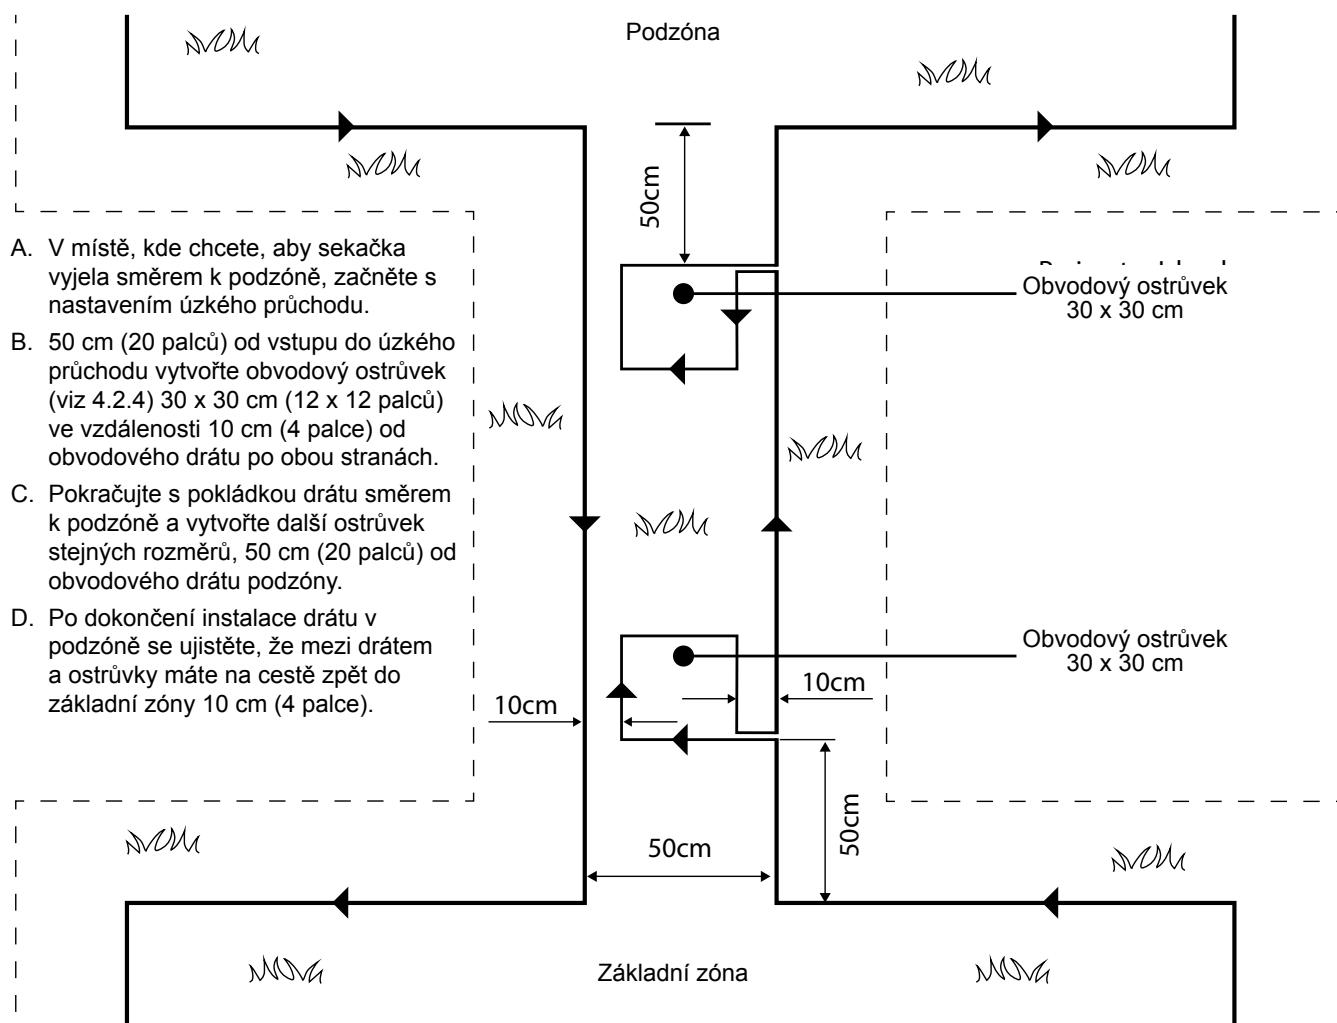 Podzóna
50cm
A. V místě, kde chcete, aby sekačka
vyjela směrem k podzóně, začněte s
nastavením úzkého průchodu.
B. 50 cm (20 palců) od vstupu do úzkého
průchodu vytvořte obvodový ostrůvek
(viz 4.2.4) 30 x 30 cm (12 x 12 palců)
ve vzdálenosti 10 cm (4 palce) od
obvodového drátu po obou stranách.
C. Pokračujte s pokládkou drátu směrem
k podzóně a vytvořte další ostrůvek
stejných rozměrů, 50 cm (20 palců) od
obvodového drátu podzóny.
D. Po dokončení instalace drátu v
podzóně se ujistěte, že mezi drátem
a ostrůvky máte na cestě zpět do
základní zóny 10 cm (4 palce).
Obvodový ostrůvek
30 x 30 cm
Obvodový ostrůvek
30 x 30 cm
10cm
10cm
50cm
50cm
Základní zóna